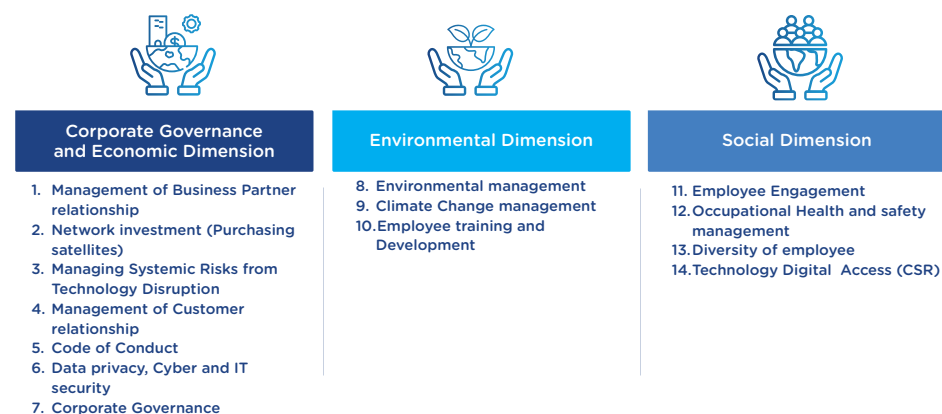 Corporate Governance
and Economic Dimension
1. Management of Business Partner
relationship
2. Network investment (Purchasing
satellites)
3. Managing Systemic Risks from
Technology Disruption
4. Management of Customer
relationship
5. Code of Conduct
6. Data privacy, Cyber and IT
security
7. Corporate Governance
Environmental Dimension
8. Environmental management
9. Climate Change management
10.Employee training and
Development
Social Dimension
11. Employee Engagement
12.Occupational Health and safety
management
13.Diversity of employee
14.Technology Digital  Access (CSR)